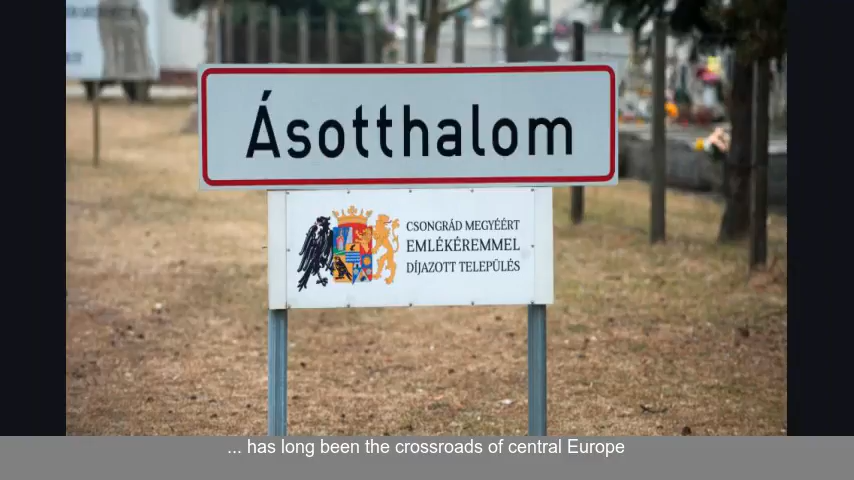 Ásotthalom
CSONGRÁD MEGYÉÉRT
EMLÉKÉREMMEL
DÍJAZOTT TELEPÜLÉS
... has long been the crossroads of central Europe